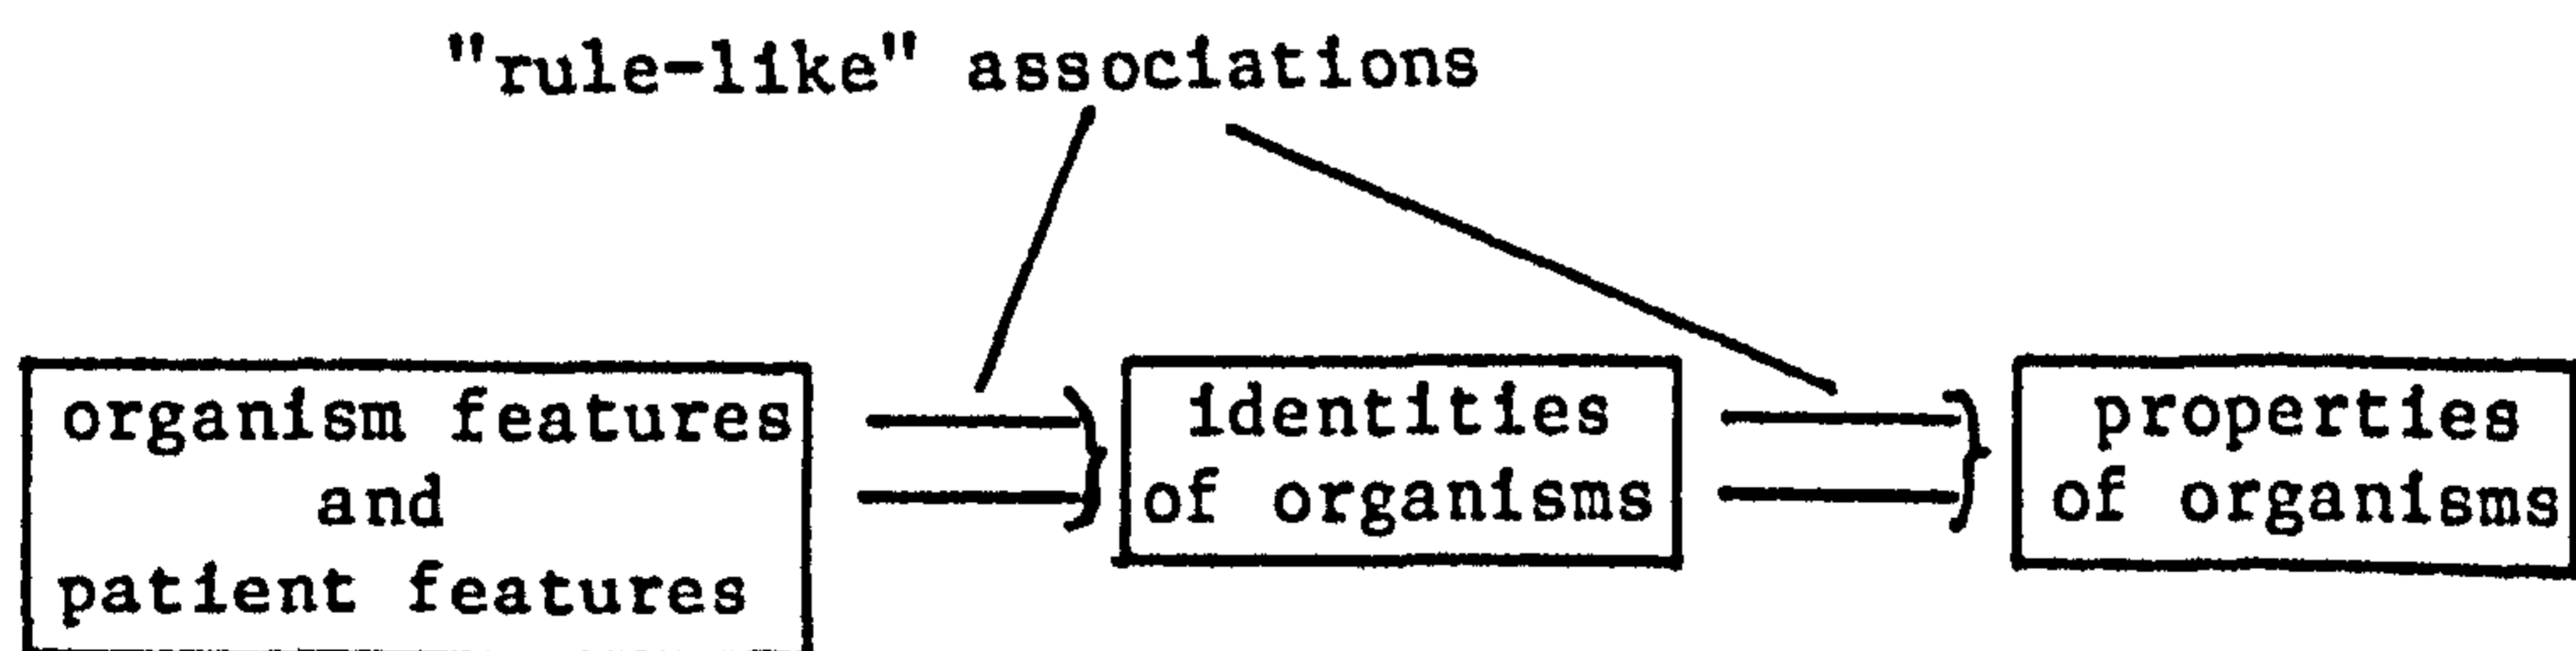 "rule-like" associations
organism features
and
patient features
identities
of organisms
properties
of organisms